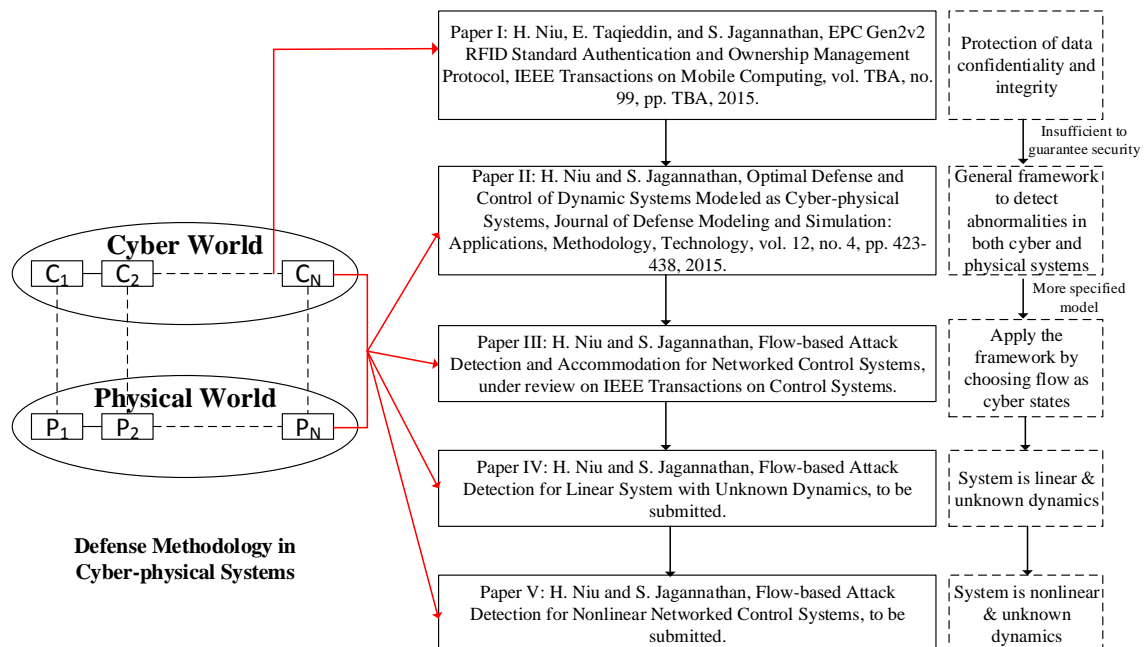 Cyber World
C1
C2
CN
Physical World
P1
P2
PN
Defense Methodology in
Cyber-physical Systems
Paper I: H. Niu, E. Taqieddin, and S. Jagannathan, EPC Gen2v2
RFID Standard Authentication and Ownership Management
Protocol, IEEE Transactions on Mobile Computing, vol. TBA, no.
99, pp. TBA, 2015.
Paper II: H. Niu and S. Jagannathan, Optimal Defense and
Control of Dynamic Systems Modeled as Cyber-physical
Systems, Journal of Defense Modeling and Simulation:
Applications, Methodology, Technology, vol. 12, no. 4, pp. 423-
438, 2015.
Paper III: H. Niu and S. Jagannathan, Flow-based Attack
Detection and Accommodation for Networked Control Systems,
under review on IEEE Transactions on Control Systems.
Paper IV: H. Niu and S. Jagannathan, Flow-based Attack
Detection for Linear System with Unknown Dynamics, to be
submitted.
Paper V: H. Niu and S. Jagannathan, Flow-based Attack
Detection for Nonlinear Networked Control Systems, to be
submitted.
Protection of data
confidentiality and
integrity
Insufficient to
guarantee security
General framework
to detect
abnormalities in
both cyber and
physical systems
More specified
model
Apply the
framework by
choosing flow as
cyber states
System is linear &
unknown dynamics
System is nonlinear
& unknown
dynamics